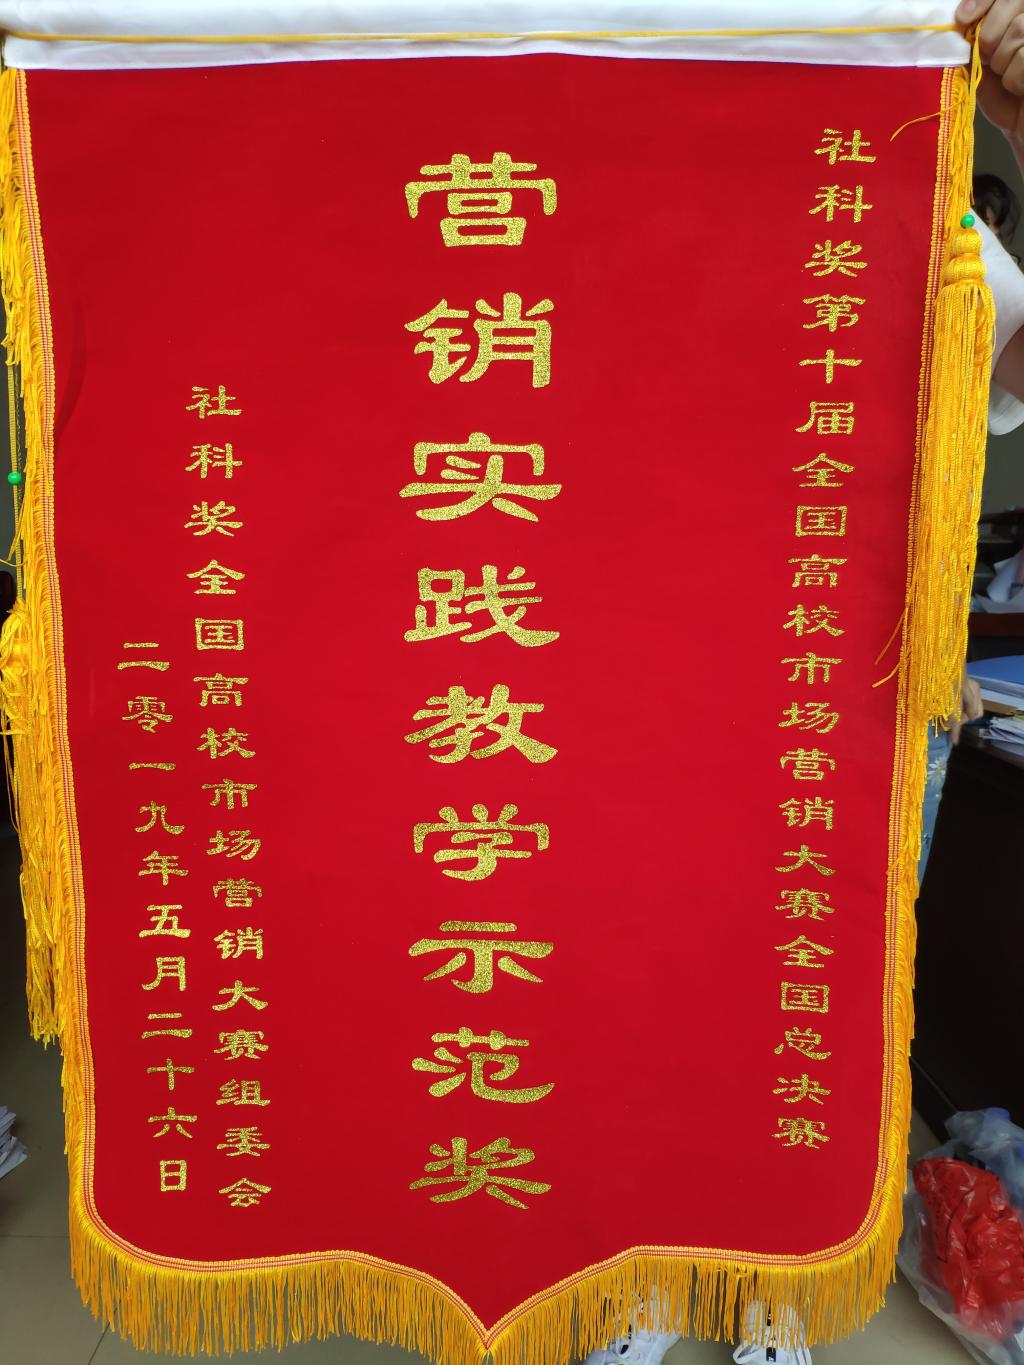 社科奖第十届全国高校市场营销大赛全国总决赛
营销实践教学示范奖
社科奖全国高校市场营销大赛组委会
二零一九年五月二十六日